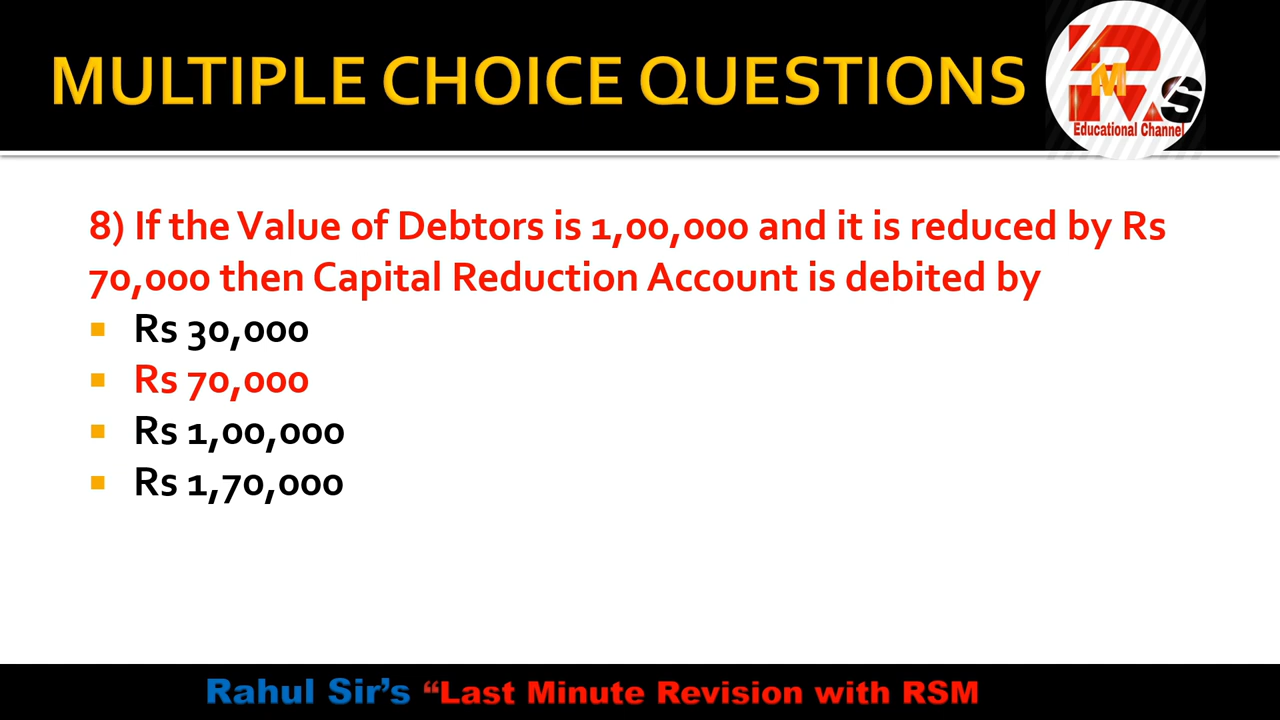 MULTIPLE CHOICE QUESTIONS
R M S
Educational Channel
8) If the Value of Debtors is 1,00,000 and it is reduced by Rs
70,000 then Capital Reduction Account is debited by
Rs 30,000
Rs 70,000
Rs 1,00,000
Rs 1,70,000
Rahul Sir's "Last Minute Revision with RSM